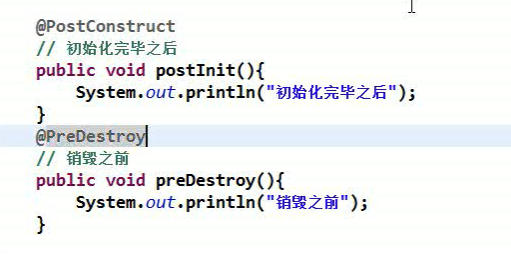 @PostConstruct
// 初始化完毕之后
public void postInit(){
    System.out.println("初始化完毕之后");
}
@PreDestroy
// 销毁之前
public void preDestroy(){
    System.out.println("销毁之前");
}